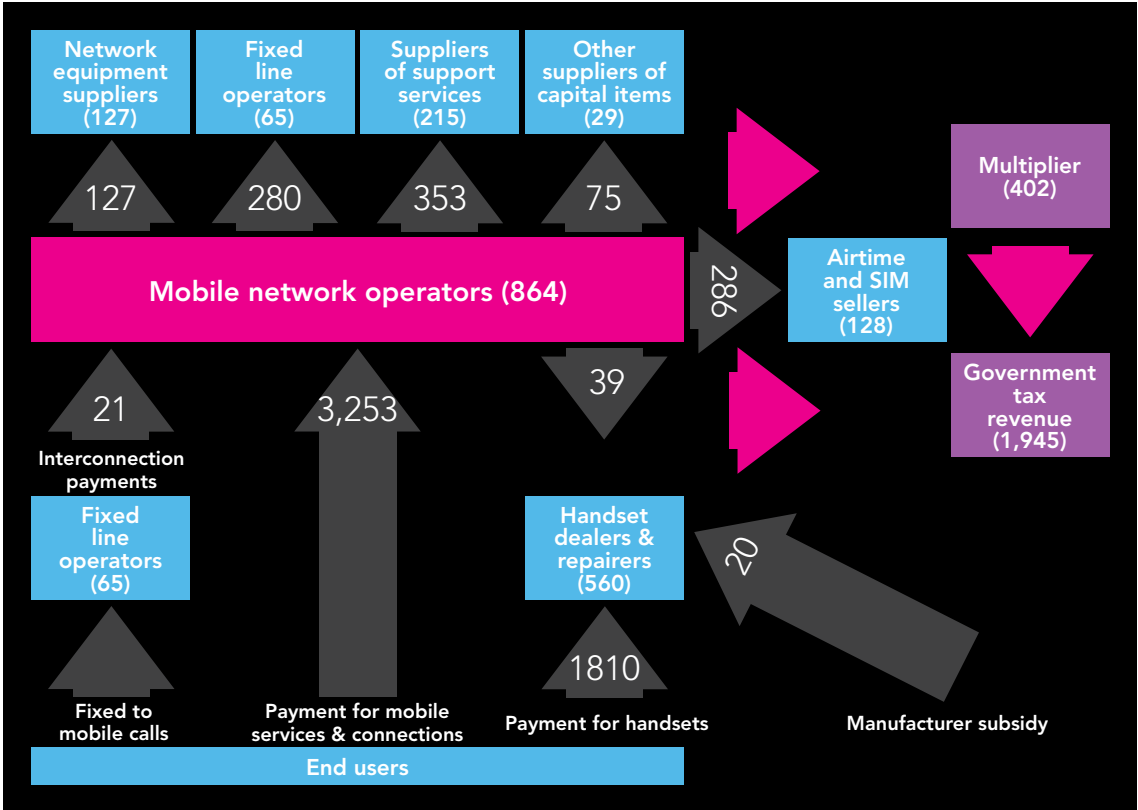 Network
equipment
suppliers
(127)
Fixed
line
operators
(65)
Suppliers
of support
services
(215)
Other
suppliers of
capital items
(29)
127
280
353
75
Multiplier
(402)
Mobile network operators (864)
286
Airtime
and SIM
sellers
(128)
21
3,253
39
Government
tax
revenue
(1,945)
Interconnection
payments
Fixed
line
operators
(65)
Handset
dealers &
repairers
(560)
20
1810
Fixed to
mobile calls
Payment for mobile
services & connections
Payment for handsets
Manufacturer subsidy
End users